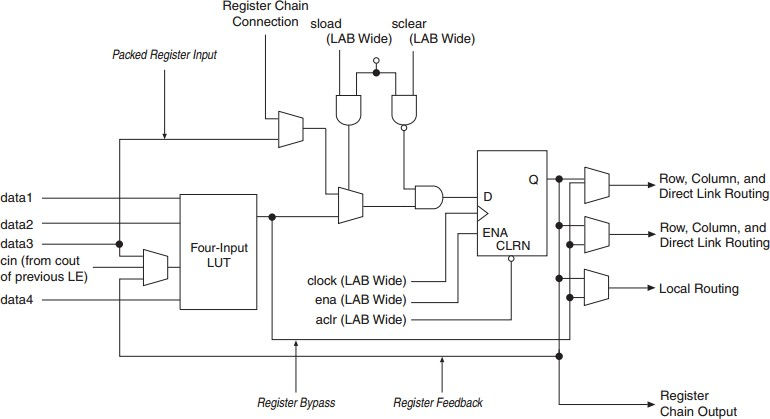 Register Chain
Connection
sload
(LAB Wide)
sclear
(LAB Wide)
Packed Register Input
data1
data2
data3
cin (from cout
of previous LE)
data4
Four-Input
LUT
Q
D
ENA
CLRN
clock (LAB Wide)
ena (LAB Wide)
aclr (LAB Wide)
Row, Column, and
Direct Link Routing
Row, Column, and
Direct Link Routing
Local Routing
Register Bypass
Register Feedback
Register
Chain Output